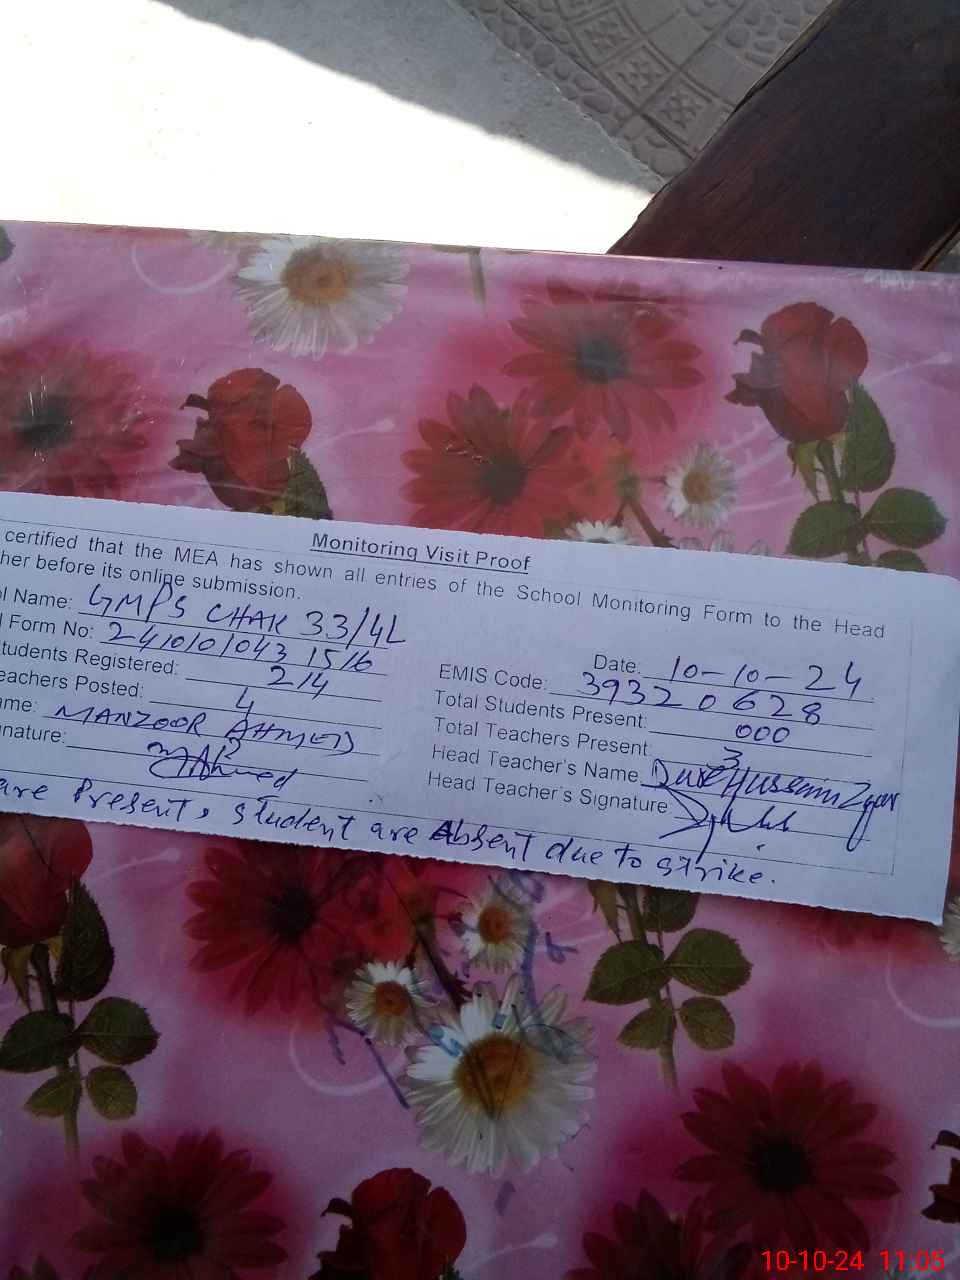 Monitoring Visit Proof
certified that the MEA has shown all entries of the School Monitoring Form to the Head
her before its online submission.
Date: 10-10-24
l Name: GMPS CHAK 33/4L
EMIS Code: 39320628
l Form No: 24101010431516
Total Students Present: 000
tudents Registered: 214
Total Teachers Present: 3
eachers Posted: 4
Head Teacher's Name
Hussain
ame: MANZOOR AHMED
Head Teacher's Signature
nature:
are Present, student are Absent due to strike.
10-10-24 11:05